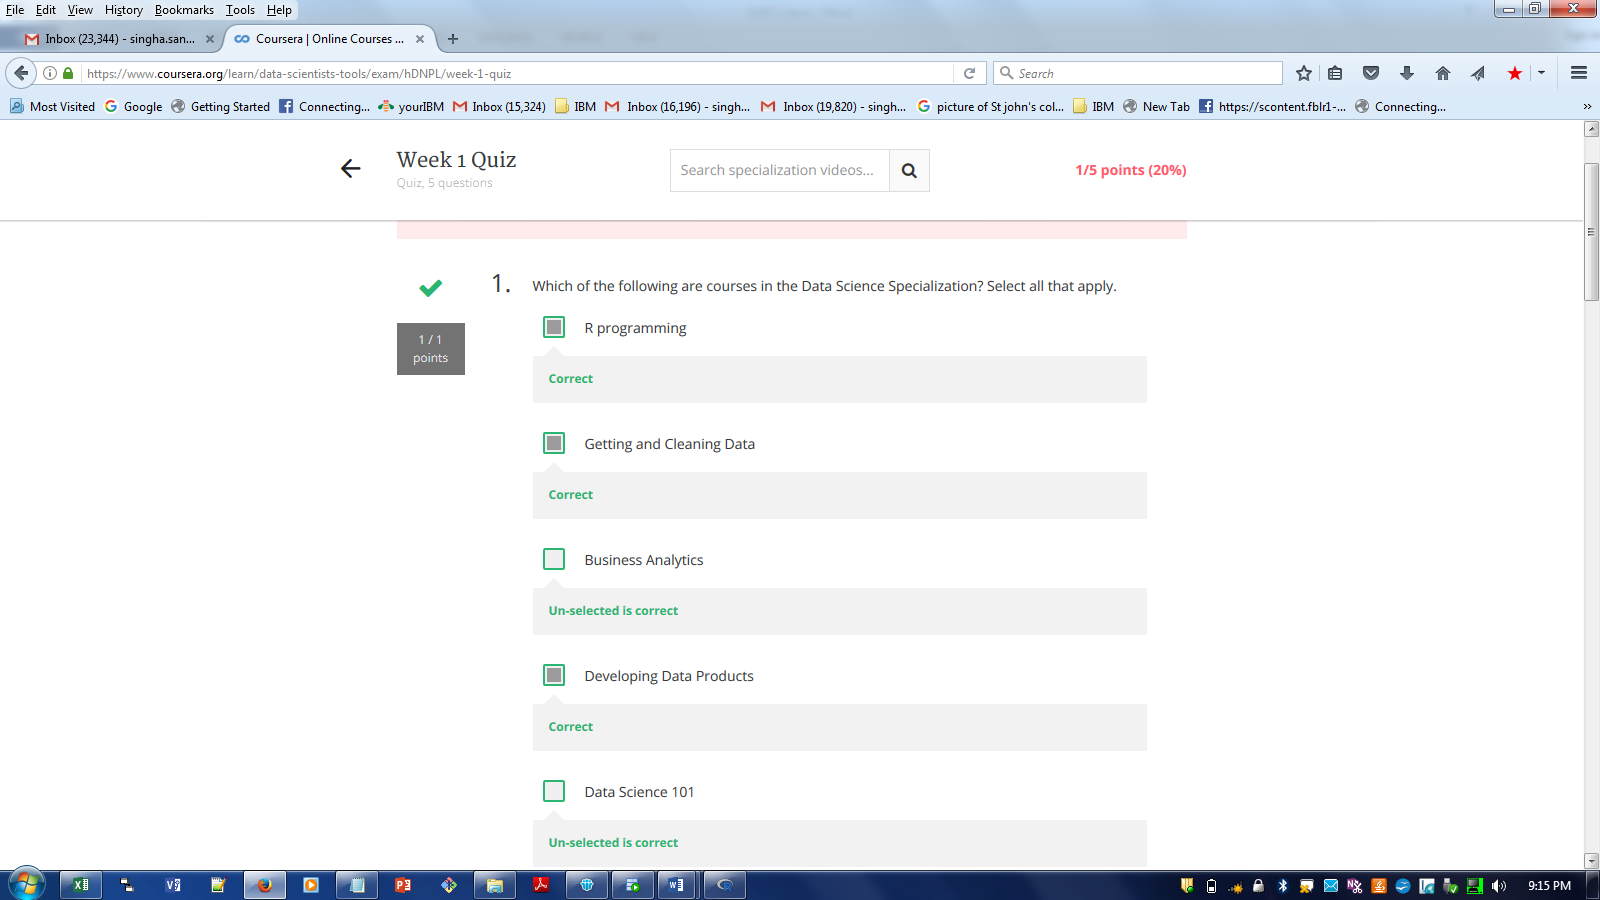 File Edit View History Bookmarks Tools Help
Inbox (23,344) - singha.san...
Coursera | Online Courses ...
https://www.coursera.org/learn/data-scientists-tools/exam/hDNPL/week-1-quiz
Search
Most Visited Google Getting Started Connecting... yourIBM Inbox (15,324) IBM Inbox (16,196) - singh... Inbox (19,820) - singh... picture of St john's col... IBM New Tab https://scontent.fblr1-... Connecting... »
Week 1 Quiz
Quiz, 5 questions
Search specialization videos...
1/5 points (20%)
1. Which of the following are courses in the Data Science Specialization? Select all that apply.
1 / 1
points
R programming
Correct
Getting and Cleaning Data
Correct
Business Analytics
Un-selected is correct
Developing Data Products
Correct
Data Science 101
Un-selected is correct
9:15 PM